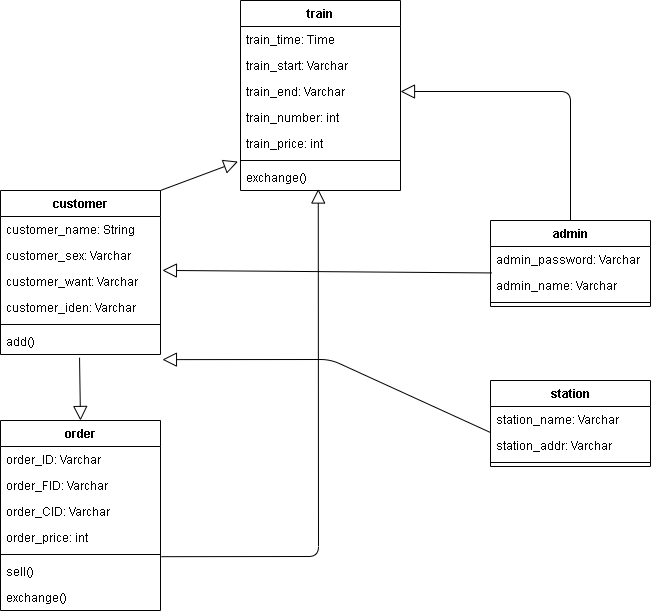 train
train_time: Time
train_start: Varchar
train_end: Varchar
train_number: int
train_price: int
exchange()
customer
customer_name: String
customer_sex: Varchar
customer_want: Varchar
customer_iden: Varchar
add()
admin
admin_password: Varchar
admin_name: Varchar
order
order_ID: Varchar
order_FID: Varchar
order_CID: Varchar
order_price: int
sell()
exchange()
station
station_name: Varchar
station_addr: Varchar